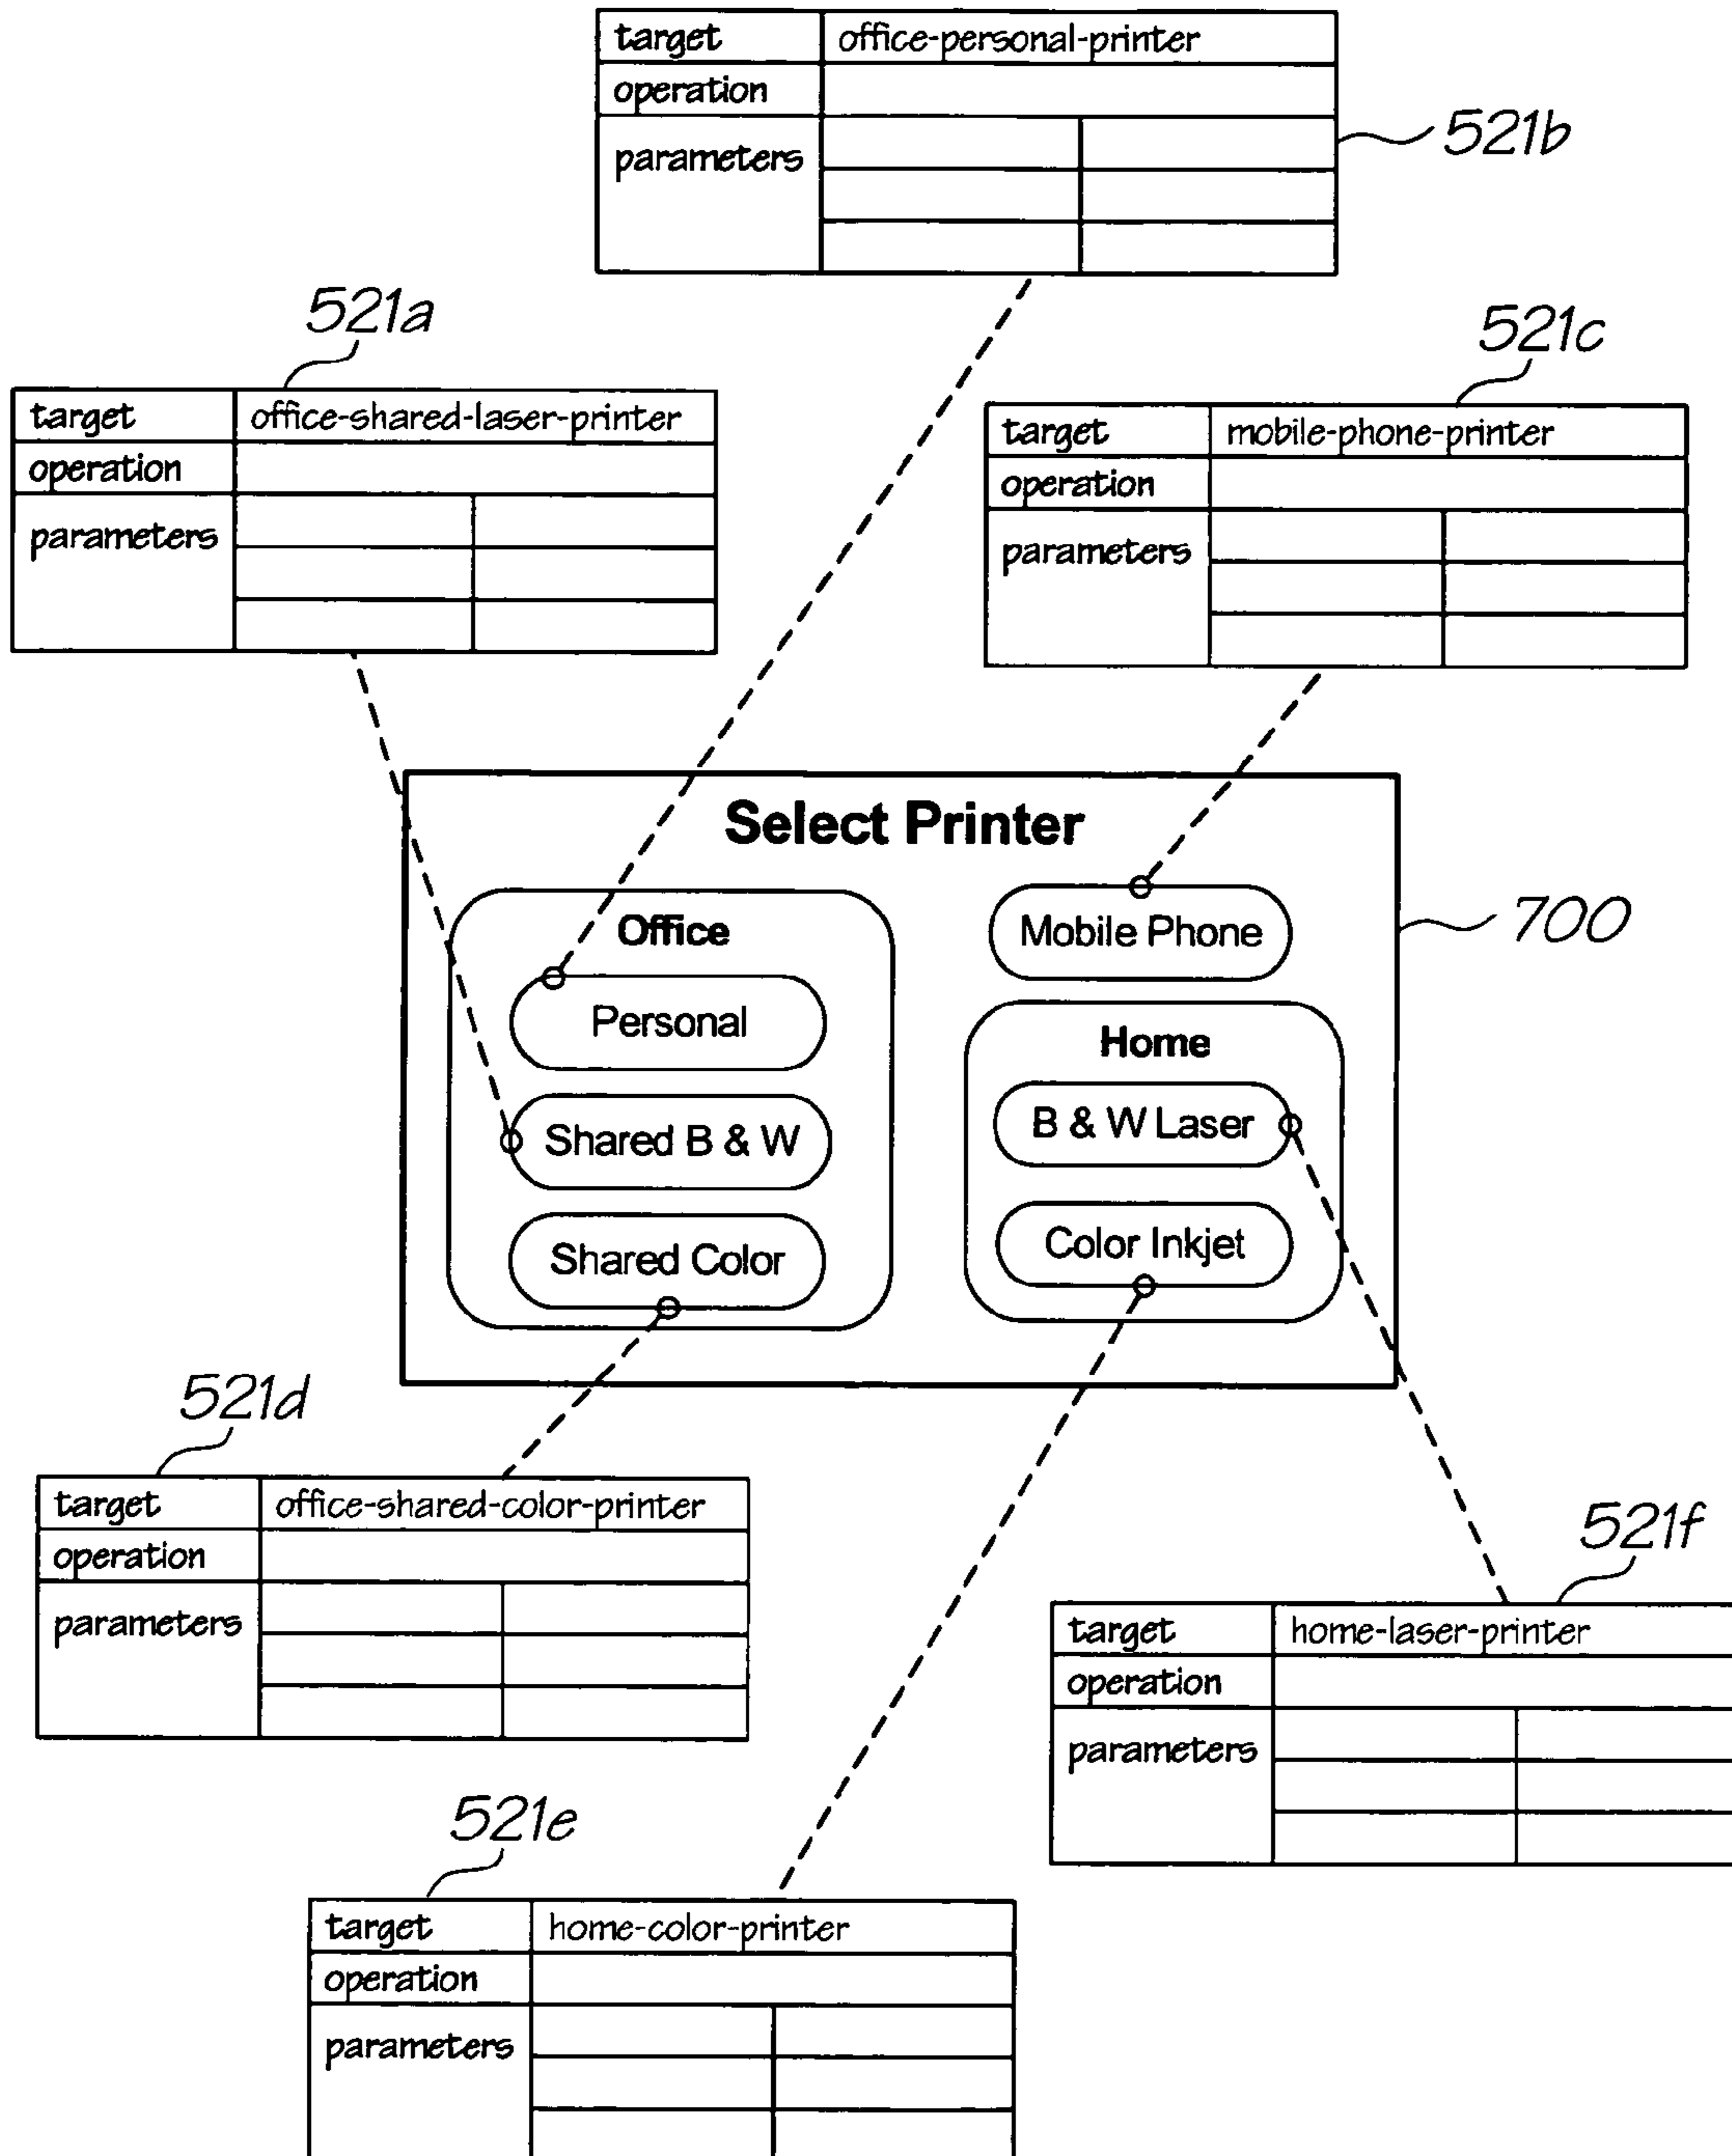 target office-personal-printer
operation
parameters
521b
521a
target office-shared-laser-printer
operation
parameters
521c
target mobile-phone-printer
operation
parameters
Select Printer
Office
Personal
Shared B & W
Shared Color
Mobile Phone
Home
B & W Laser
Color Inkjet
700
521d
target office-shared-color-printer
operation
parameters
521f
target home-laser-printer
operation
parameters
521e
target home-color-printer
operation
parameters